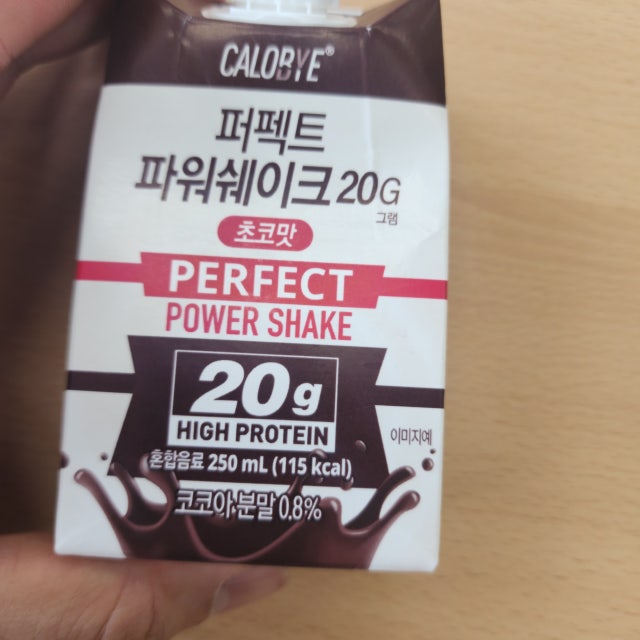 CALOBYE®
퍼펙트
파워쉐이크 20G
그램
초코맛
PERFECT
POWER SHAKE
20g
HIGH PROTEIN
혼합음료 250 mL (115 kcal)
이미지예
코코아분말 0.8%